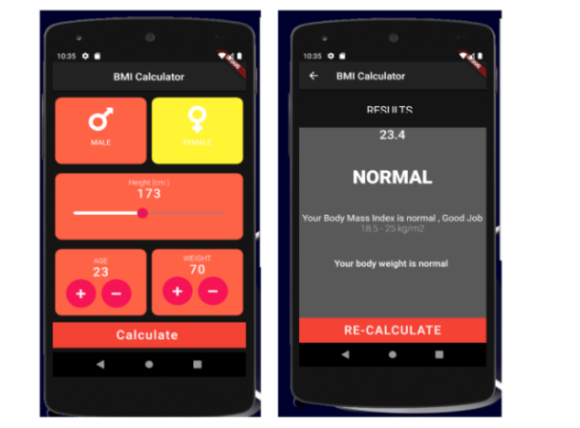 10:35
BMI Calculator
MALE
FEMALE
Height (cm)
173
AGE
23
WEIGHT
70
+
−
+
−
Calculate
10:35
BMI Calculator
RESULTS
23.4
NORMAL
Your Body Mass Index is normal , Good Job
18.5 - 25 kg/m2
Your body weight is normal
RE-CALCULATE